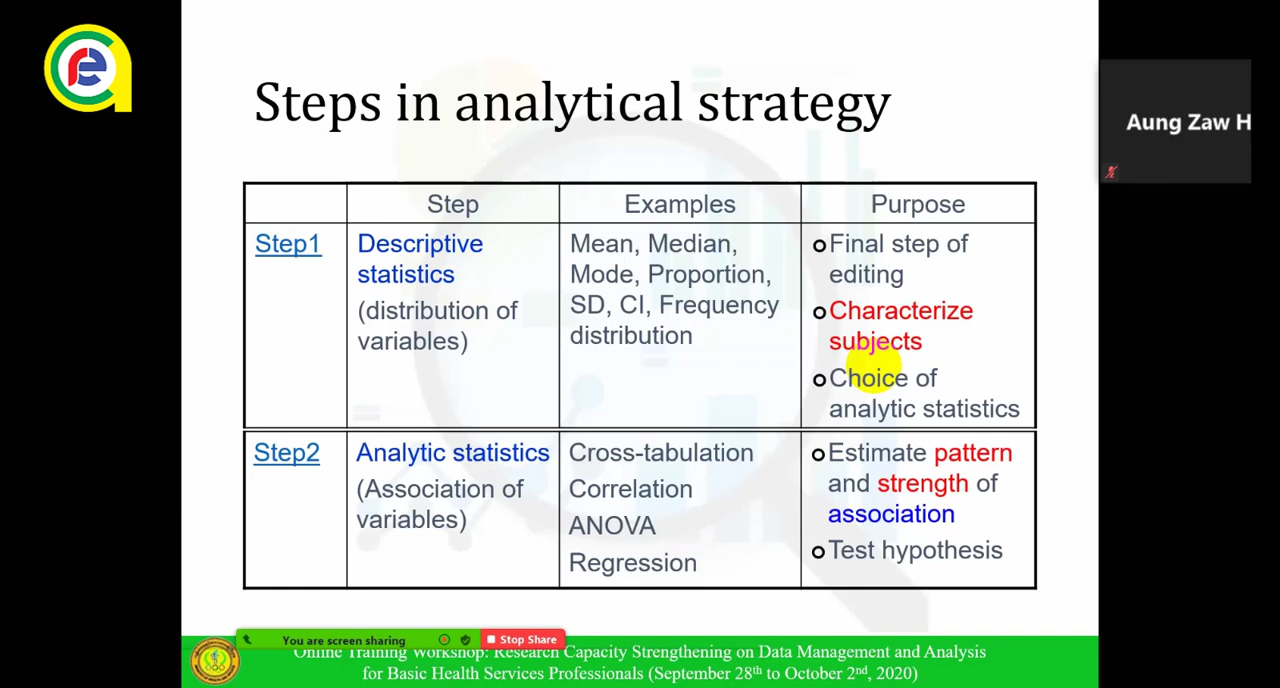 Steps in analytical strategy
Aung Zaw H
Step
Examples
Purpose
Step1
Descriptive
statistics
(distribution of
variables)
Mean, Median,
Mode, Proportion,
SD, CI, Frequency
distribution
Final step of
editing
Characterize
subjects
Choice of
analytic statistics
Step2
Analytic statistics
(Association of
variables)
Cross-tabulation
Correlation
ANOVA
Regression
Estimate pattern
and strength of
association
Test hypothesis
You are screen sharing
Stop Share
Online Training Workshop: Research Capacity Strengthening on Data Management and Analysis
for Basic Health Services Professionals (September 28th to October 2nd, 2020)